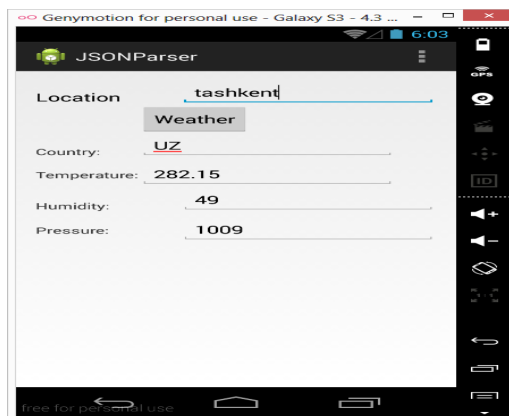 Genymotion for personal use - Galaxy S3 - 4.3 ...
6:03
JSONParser
GPS
Location tashkent
Weather
Country: UZ
ID
Temperature: 282.15
Humidity: 49
Pressure: 1009
free for personal use